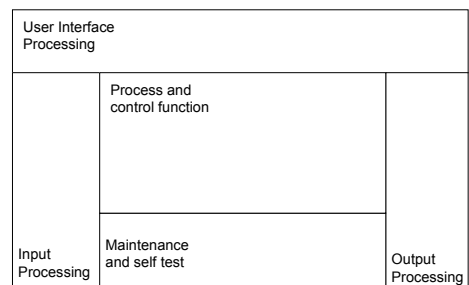 User Interface
Processing
Process and
control function
Input
Processing
Maintenance
and self test
Output
Processing